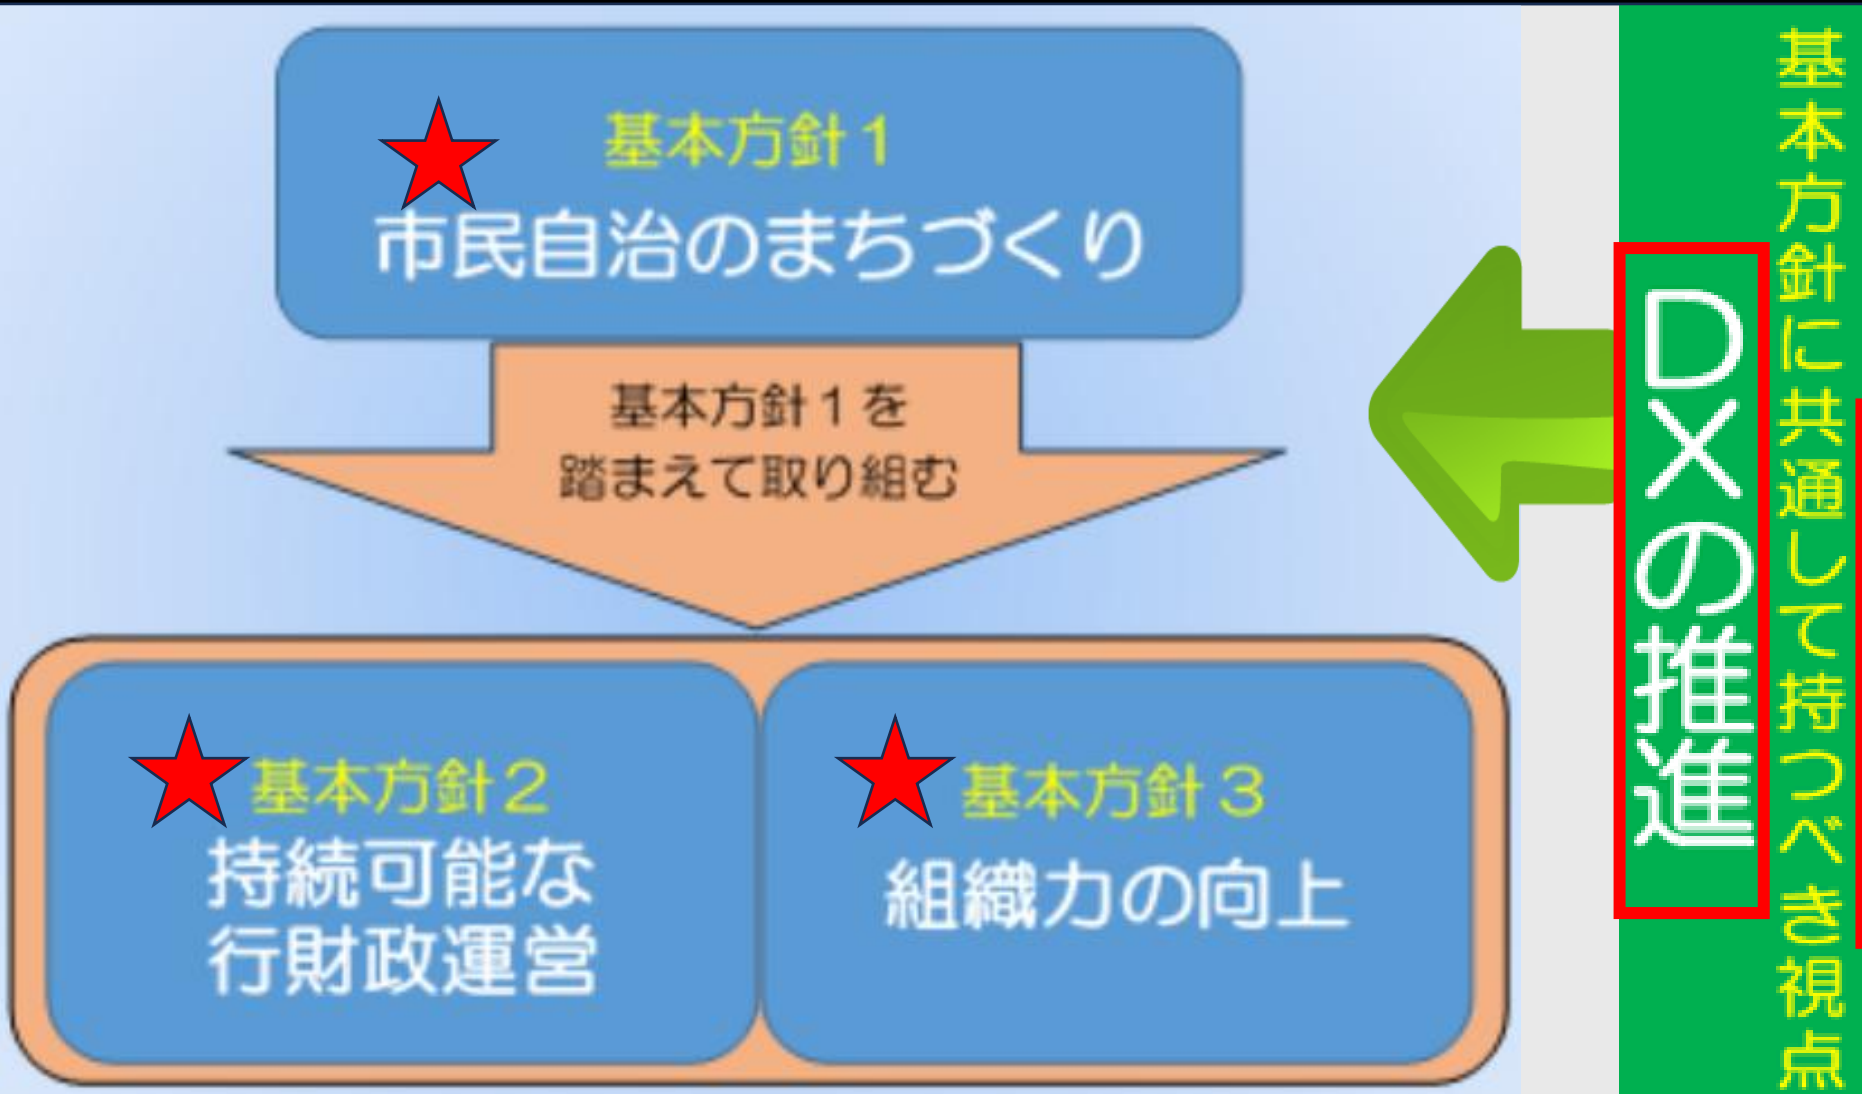 基本方針1
市民自治のまちづくり
基本方針1を
踏まえて取り組む
基本方針2
持続可能な
行財政運営
基本方針3
組織力の向上
基本方針に共通して持つべき視点
DXの推進